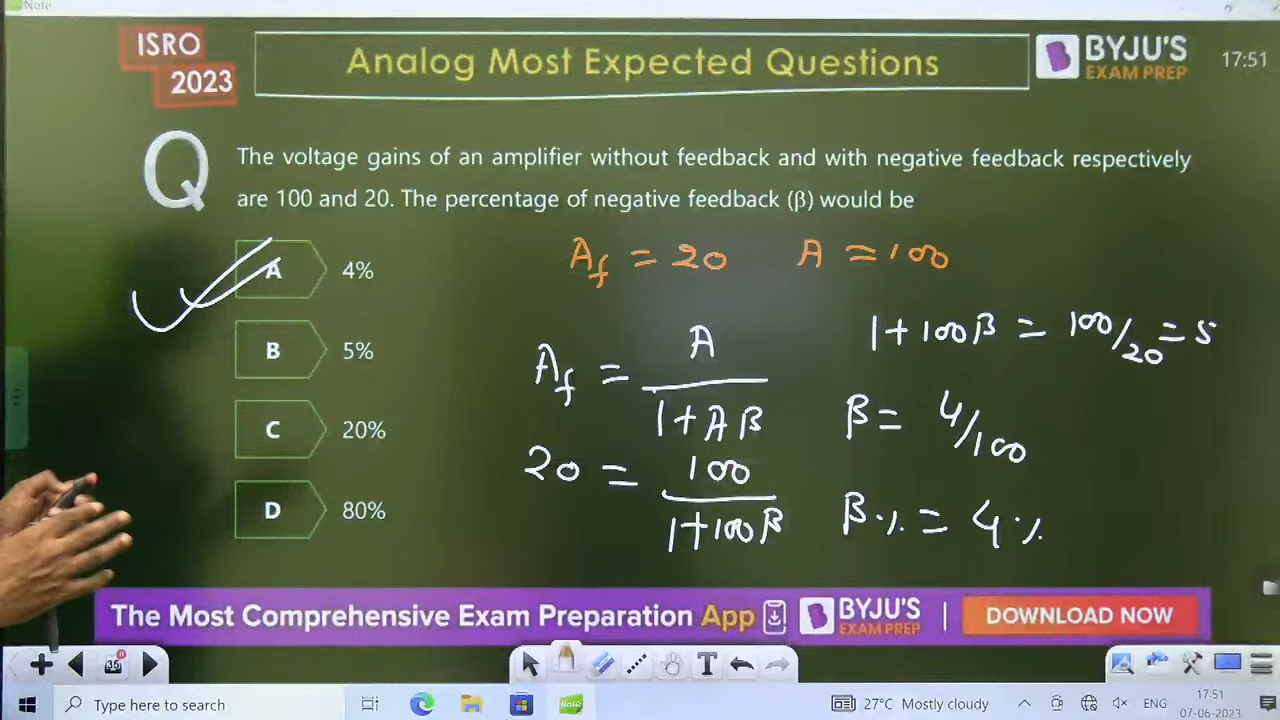 Note
ISRO
2023
Analog Most Expected Questions
BYJU'S
EXAM PREP
17:51
Q
The voltage gains of an amplifier without feedback and with negative feedback respectively
are 100 and 20. The percentage of negative feedback (β) would be
A 4%
B 5%
C 20%
D 80%
A_f = 20 A = 100
A_f = A / (1 + Aβ)
20 = 100 / (1 + 100β)
1 + 100β = 100/20 = 5
β = 4/100
β·/. = 4·/.
The Most Comprehensive Exam Preparation App
BYJU'S
EXAM PREP
DOWNLOAD NOW
T
Type here to search
Note
27°C Mostly cloudy
ENG
17:51
07-06-2023